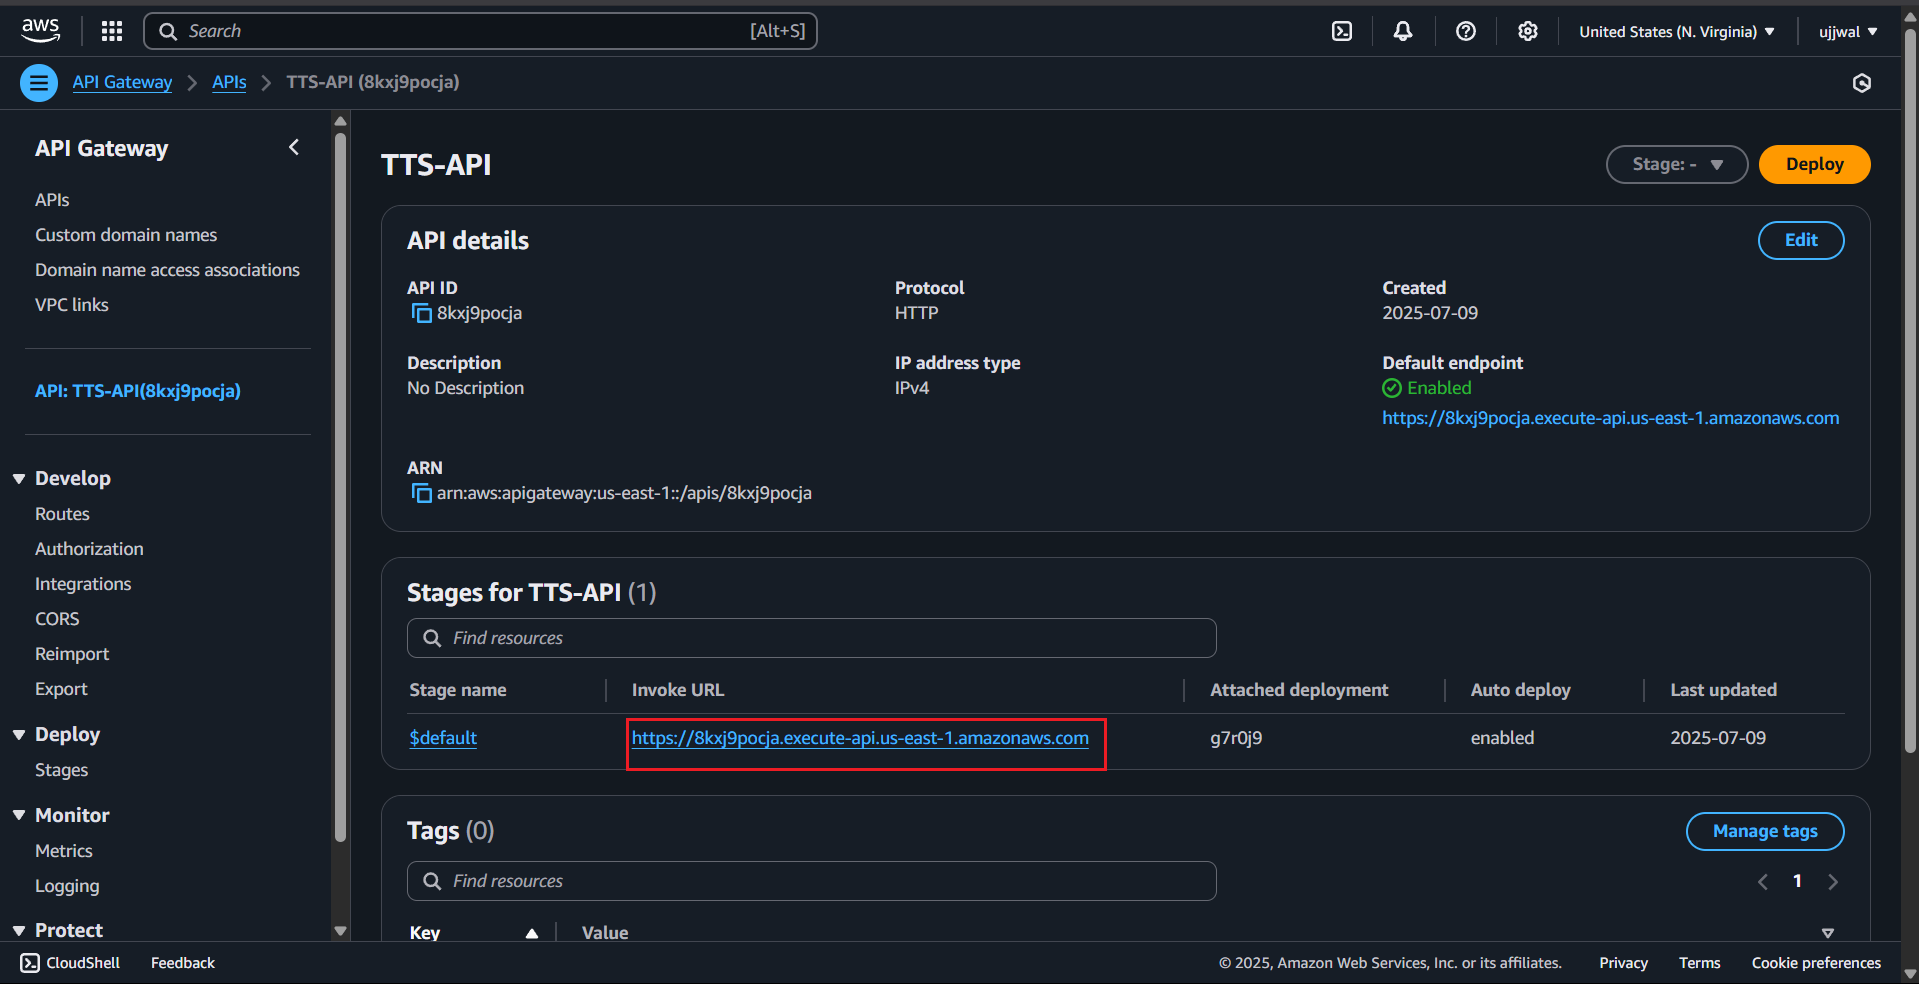 aws
Search [Alt+S]
United States (N. Virginia)
ujjwal
API Gateway
APIs
TTS-API (8kxj9pocja)
API Gateway
APIs
Custom domain names
Domain name access associations
VPC links
API: TTS-API(8kxj9pocja)
Develop
Routes
Authorization
Integrations
CORS
Reimport
Export
Deploy
Stages
Monitor
Metrics
Logging
Protect
TTS-API
Stage: -
Deploy
API details
Edit
API ID
8kxj9pocja
Protocol
HTTP
Created
2025-07-09
Description
No Description
IP address type
IPv4
Default endpoint
Enabled
https://8kxj9pocja.execute-api.us-east-1.amazonaws.com
ARN
arn:aws:apigateway:us-east-1::/apis/8kxj9pocja
Stages for TTS-API (1)
Find resources
Stage name Invoke URL Attached deployment Auto deploy Last updated
$default https://8kxj9pocja.execute-api.us-east-1.amazonaws.com g7r0j9 enabled 2025-07-09
Tags (0)
Manage tags
Find resources
1
Key Value
CloudShell Feedback
© 2025, Amazon Web Services, Inc. or its affiliates. Privacy Terms Cookie preferences